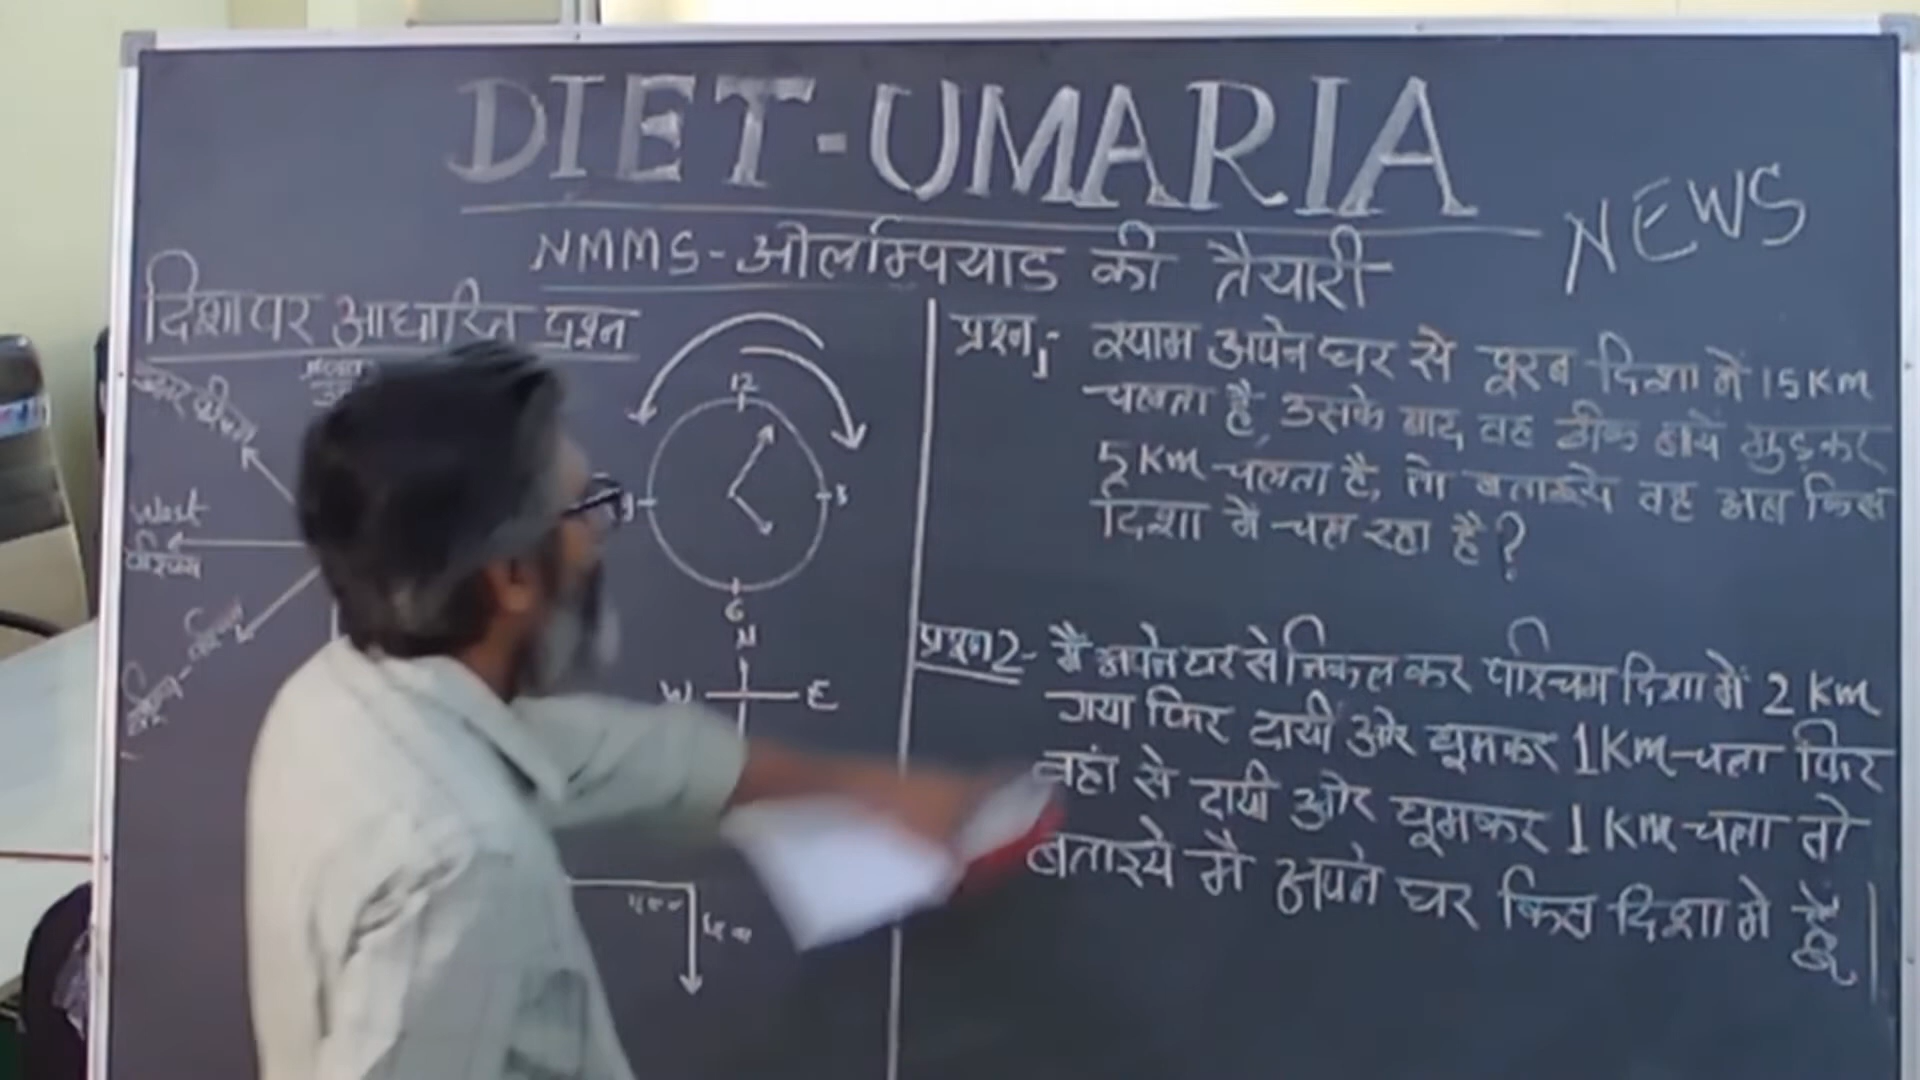 DIET-UMARIA
NEWS
NMMS-ओलम्पियाड की तैयारी
दिशा पर आधारित प्रश्न
West
पश्चिम
12
3
6
N
W E
प्रश्न1- श्याम अपने घर से पूरब दिशा में 15 KM
चलता है, उसके बाद वह ठीक दायें मुड़कर
5 KM चलता है, तो बताइये वह अब किस
दिशा में चल रहा है?
प्रश्न2- मैं अपने घर से निकल कर पश्चिम दिशा में 2 KM
गया फिर दायीं ओर घूमकर 1 KM चला फिर
वहां से दायी ओर घूमकर 1 KM चला तो
बताइये मै अपने घर किस दिशा मे हूँ।